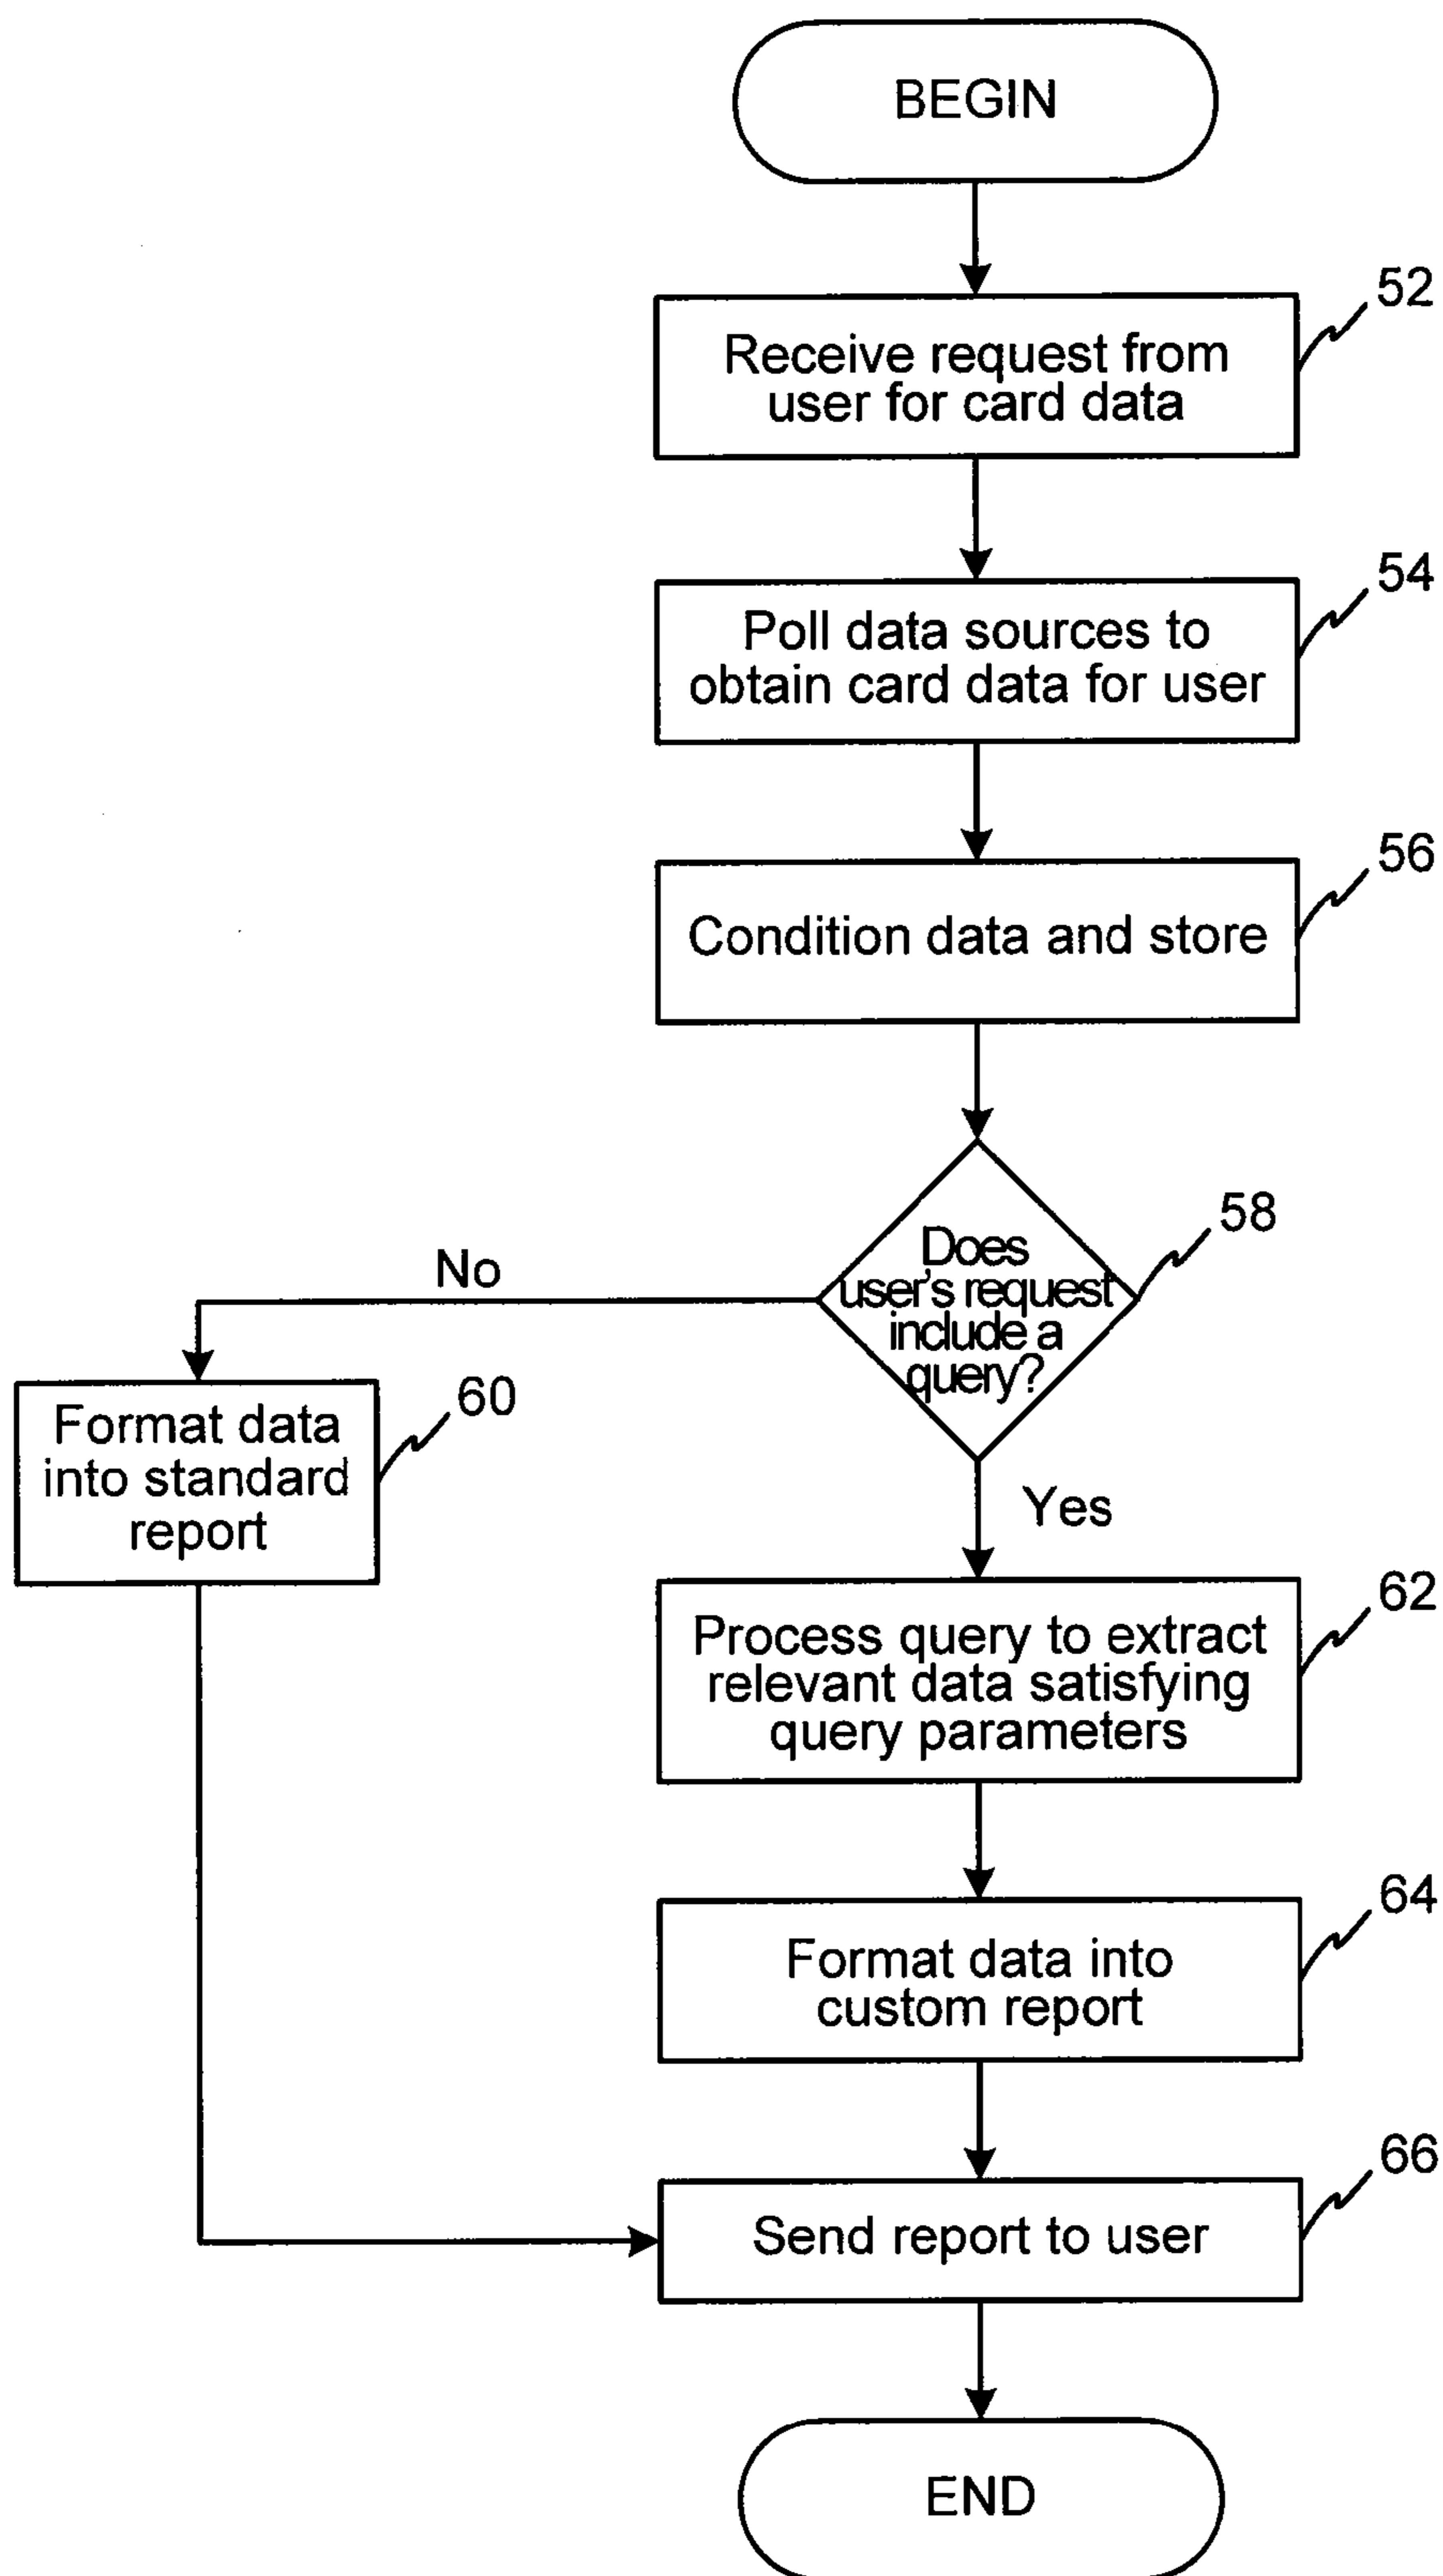 BEGIN
52
Receive request from
user for card data
54
Poll data sources to
obtain card data for user
56
Condition data and store
58
Does
user's request
include a
query?
No
60
Format data
into standard
report
Yes
62
Process query to extract
relevant data satisfying
query parameters
64
Format data into
custom report
66
Send report to user
END